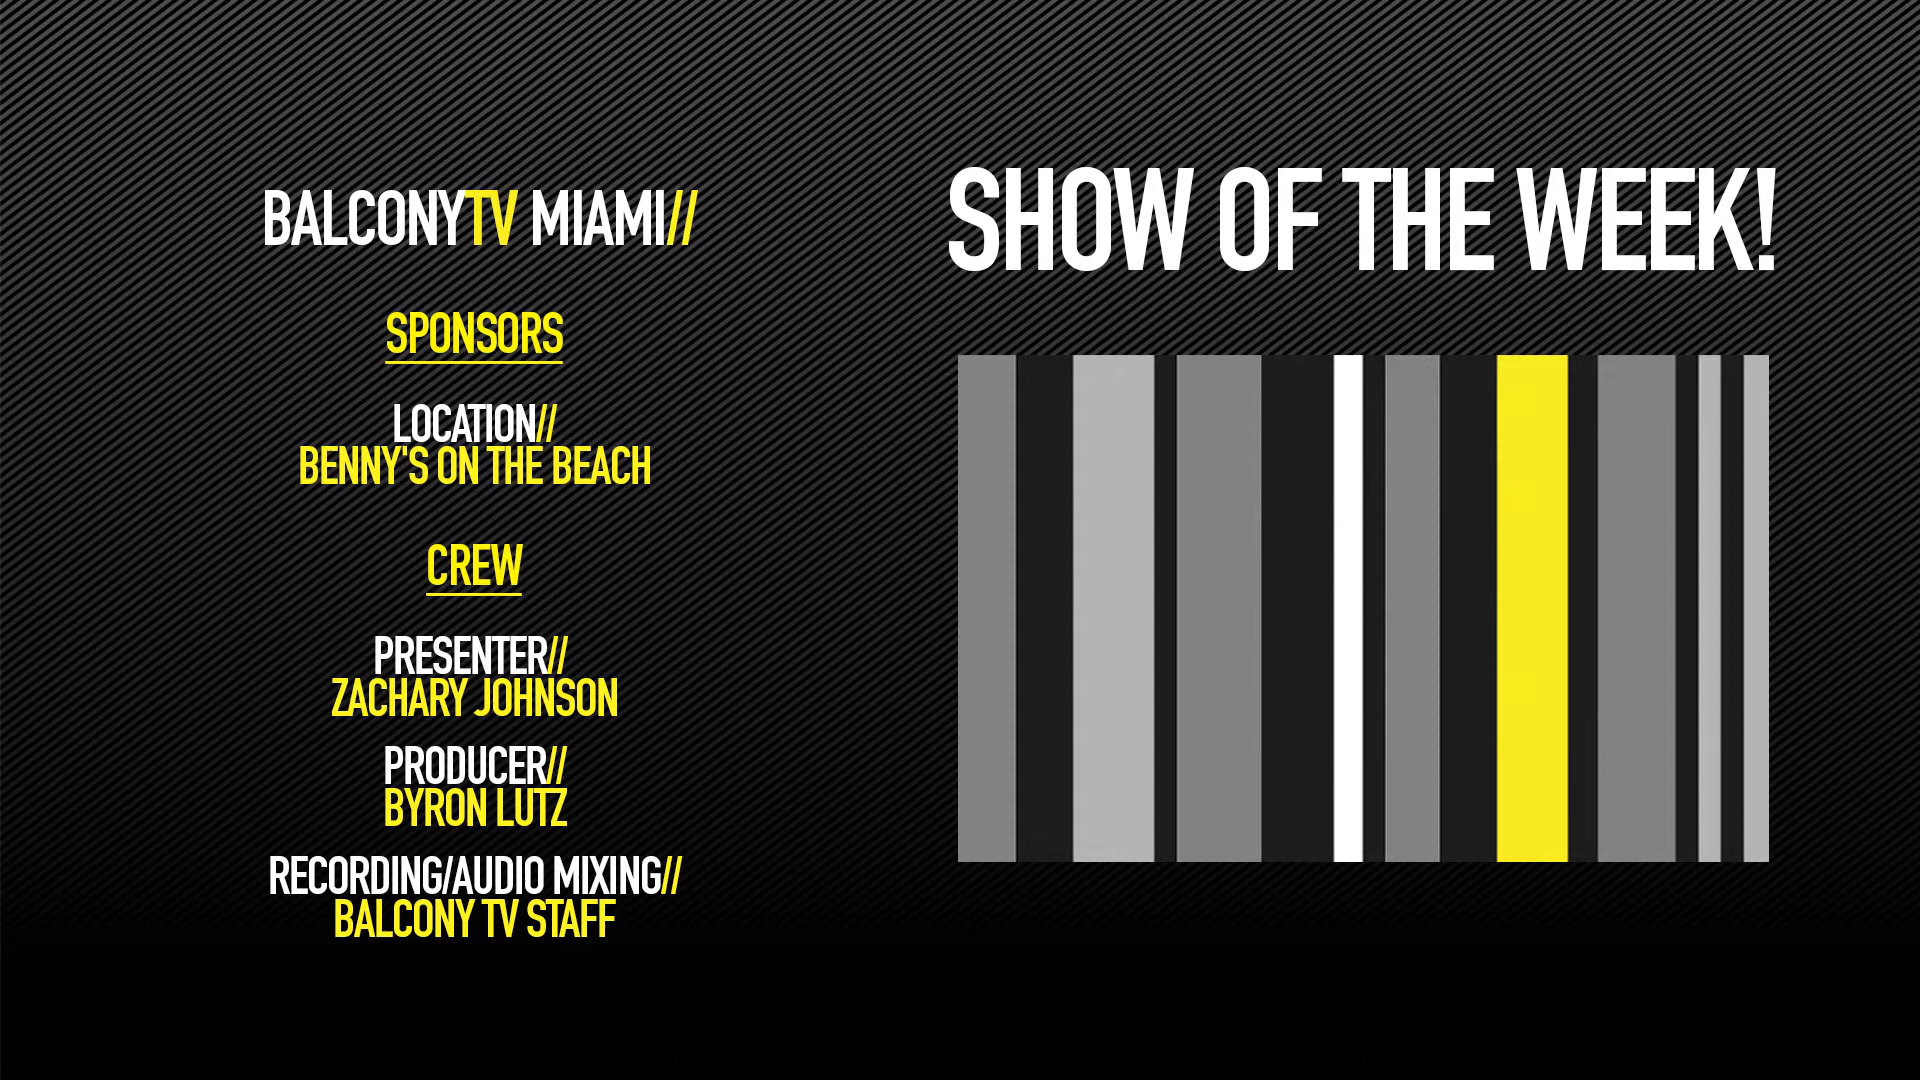 BALCONYTV MIAMI//
SPONSORS
LOCATION//
BENNY'S ON THE BEACH
CREW
PRESENTER//
ZACHARY JOHNSON
PRODUCER//
BYRON LUTZ
RECORDING/AUDIO MIXING//
BALCONY TV STAFF
SHOW OF THE WEEK!